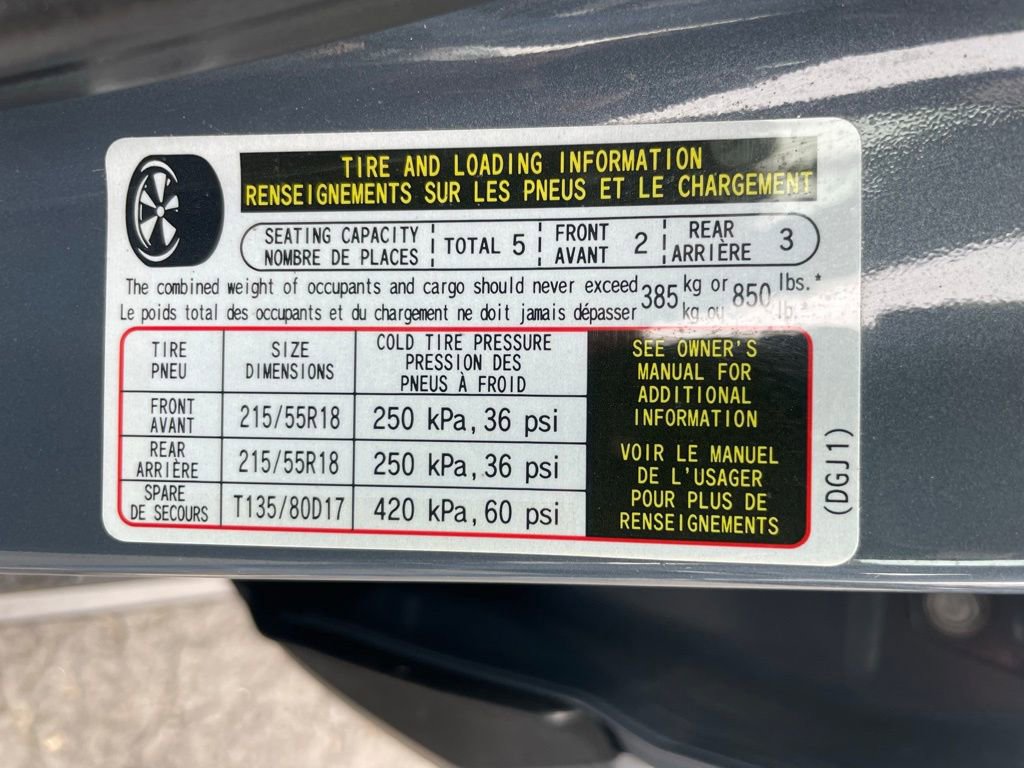 TIRE AND LOADING INFORMATION
RENSEIGNEMENTS SUR LES PNEUS ET LE CHARGEMENT
SEATING CAPACITY
NOMBRE DE PLACES
TOTAL 5
FRONT
AVANT
2
REAR
ARRIÈRE
3
The combined weight of occupants and cargo should never exceed 385 kg or 850 lbs.*
Le poids total des occupants et du chargement ne doit jamais dépasser kg ou lb.*
TIRE
PNEU
SIZE
DIMENSIONS
COLD TIRE PRESSURE
PRESSION DES
PNEUS À FROID
FRONT
AVANT
215/55R18
250 kPa, 36 psi
REAR
ARRIÈRE
215/55R18
250 kPa, 36 psi
SPARE
DE SECOURS
T135/80D17
420 kPa, 60 psi
SEE OWNER'S
MANUAL FOR
ADDITIONAL
INFORMATION
VOIR LE MANUEL
DE L'USAGER
POUR PLUS DE
RENSEIGNEMENTS
(DGJ1)